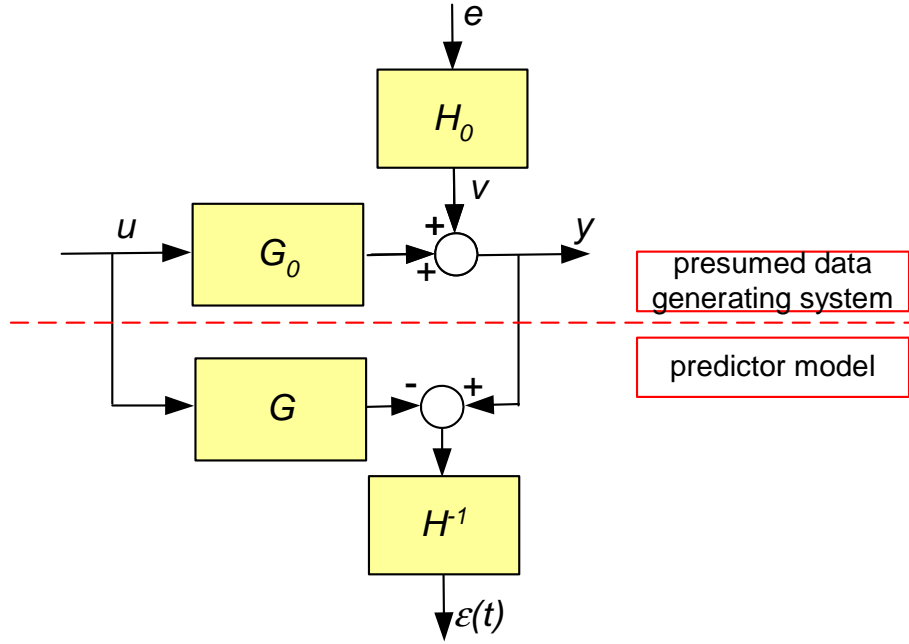 e
H₀
v
+
u
G₀
+
y
presumed data
generating system
G
-
+
predictor model
H⁻¹
ε(t)